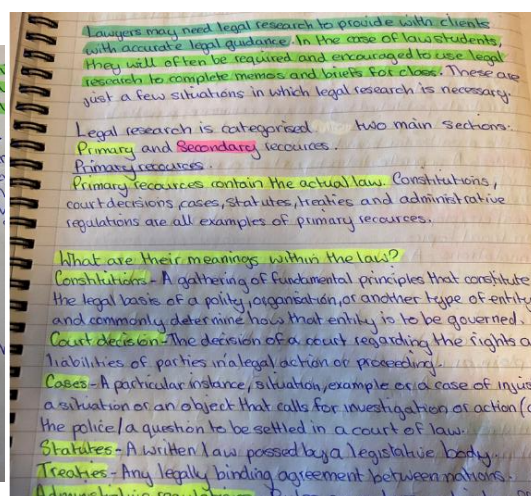 Lawyers may need legal research to provide with clients
with accurate legal guidance. In the case of law students,
they will often be required and encouraged to use legal
research to complete memos and briefs for class. These are
just a few situations in which legal research is necessary.
Legal research is categorised two main sections.
Primary and Secondary recources.
Primary recources.
Primary recources contain the actual law. Constitutions,
court decisions, cases, statutes, treaties and administrative
regulations are all examples of primary recources.
What are their meanings within the law?
Constitutions - A gathering of fundamental principles that constitute
the legal basis of a polity, organisation, or another type of entity
and commonly determine how that entity is to be governed.
Court decision - The decision of a court regarding the rights a
liabilities of parties in a legal action or proceeding.
Cases - A particular instance, situation, example or a case of inju
a situation or an object that calls for investigation or action (
the police / a question to be settled in a court of law.
Statutes - A written law passed by a legislative body.
Treaties - Any legally binding agreement between nations.